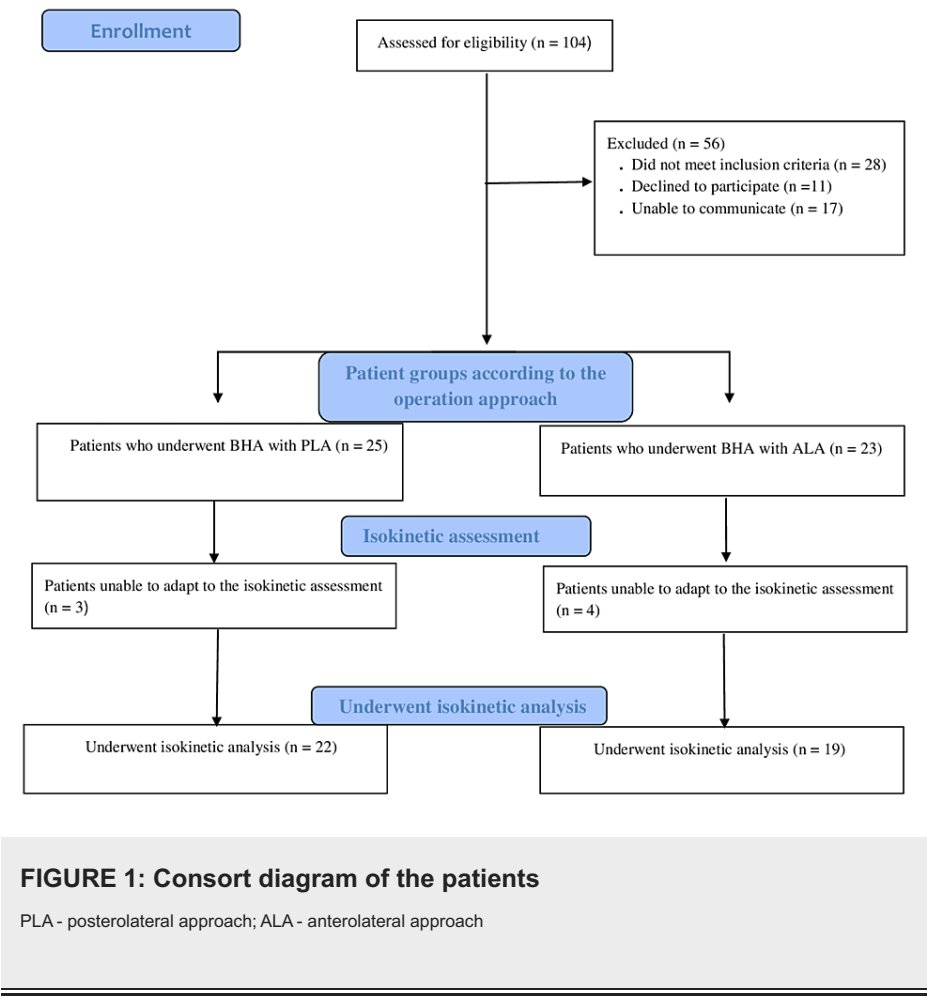 Enrollment
Assessed for eligibility (n = 104)
Excluded (n = 56)
. Did not meet inclusion criteria (n = 28)
. Declined to participate (n =11)
. Unable to communicate (n = 17)
Patient groups according to the
operation approach
Patients who underwent BHA with PLA (n = 25)
Patients who underwent BHA with ALA (n = 23)
Isokinetic assessment
Patients unable to adapt to the isokinetic assessment
(n = 3)
Patients unable to adapt to the isokinetic assessment
(n = 4)
Underwent isokinetic analysis
Underwent isokinetic analysis (n = 22)
Underwent isokinetic analysis (n = 19)
FIGURE 1: Consort diagram of the patients
PLA - posterolateral approach; ALA - anterolateral approach